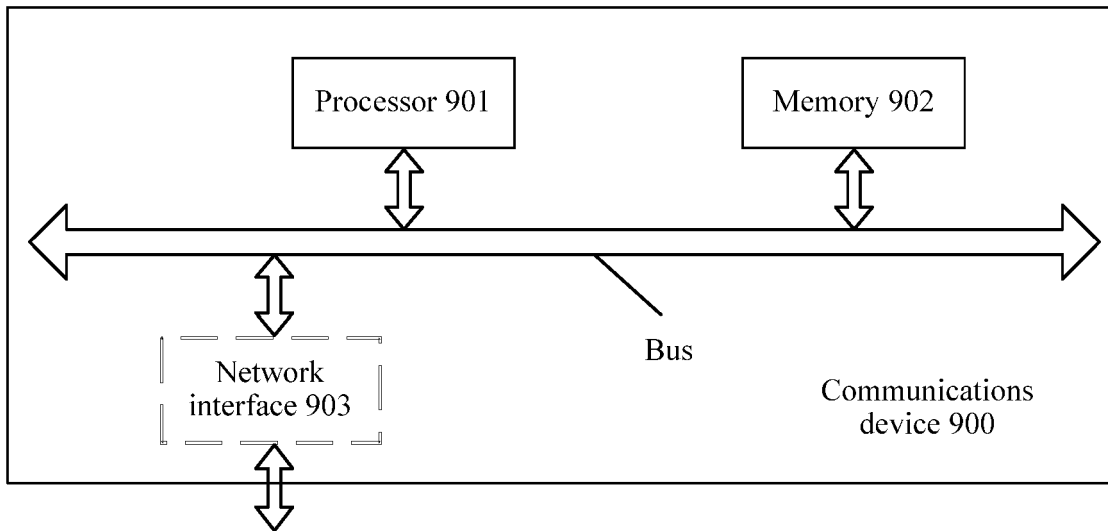 Processor 901
Memory 902
Bus
Network
interface 903
Communications
device 900